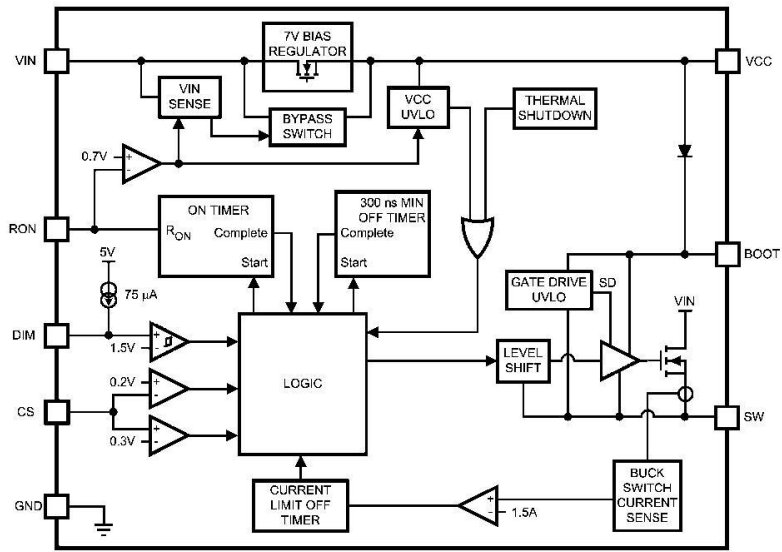 7V BIAS
REGULATOR
VIN
VCC
VIN
SENSE
BYPASS
SWITCH
VCC
UVLO
THERMAL
SHUTDOWN
0.7V
+
-
RON
ON TIMER
RON
Complete
Start
300 ns MIN
OFF TIMER
Complete
Start
5V
75 µA
BOOT
GATE DRIVE
UVLO
SD
VIN
DIM
+
1.5V
-
LOGIC
LEVEL
SHIFT
0.2V
+
-
CS
SW
+
0.3V
-
GND
CURRENT
LIMIT OFF
TIMER
+
-
1.5A
BUCK
SWITCH
CURRENT
SENSE